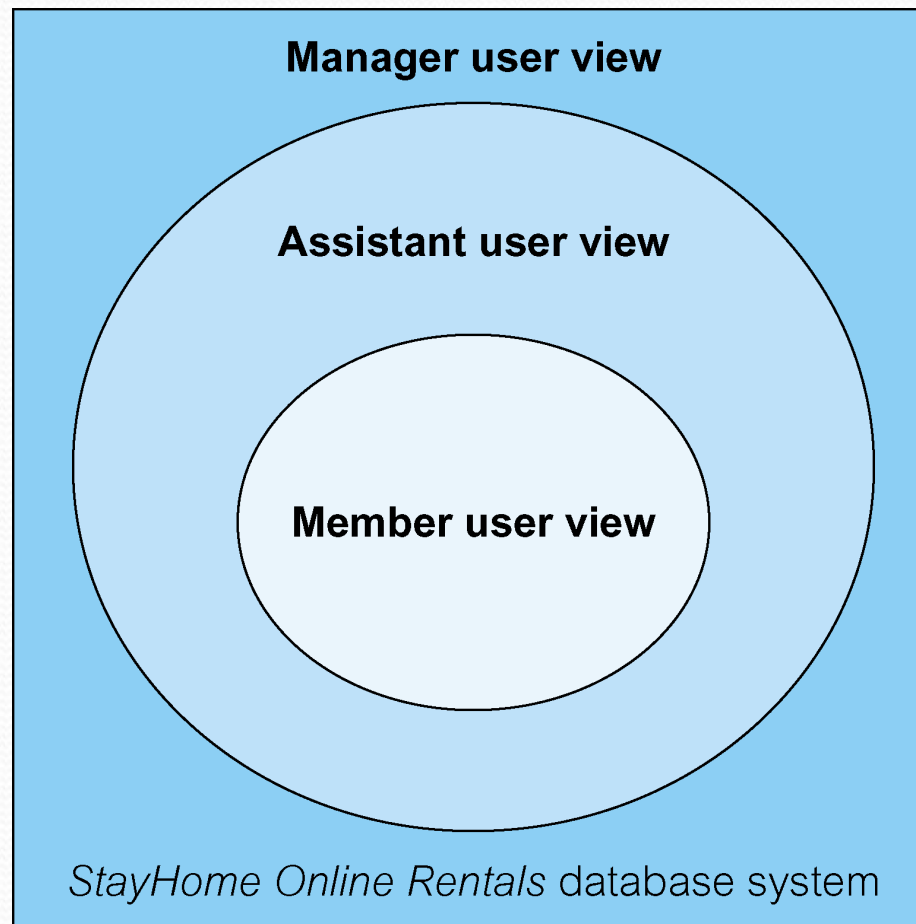 Manager user view
Assistant user view
Member user view
StayHome Online Rentals database system